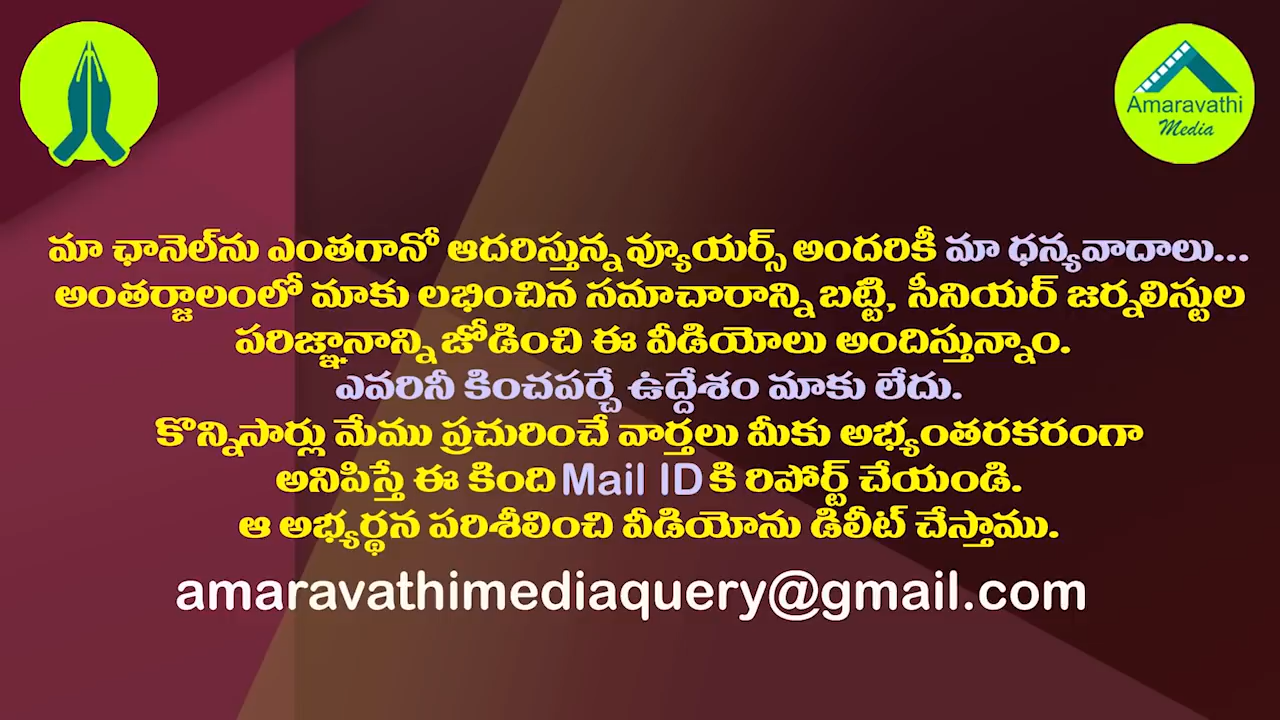 Amaravathi
Media
మా ఛానెల్‌ను ఎంతగానో ఆదరిస్తున్న వ్యూయర్స్ అందరికీ మా ధన్యవాదాలు...
అంతర్జాలంలో మాకు లభించిన సమాచారాన్ని బట్టి, సీనియర్ జర్నలిస్టుల
పరిజ్ఞానాన్ని జోడించి ఈ వీడియోలు అందిస్తున్నాం.
ఎవరినీ కించపర్చే ఉద్దేశం మాకు లేదు.
కొన్నిసార్లు మేము ప్రచురించే వార్తలు మీకు అభ్యంతరకరంగా
అనిపిస్తే ఈ కింది Mail ID కి రిపోర్ట్ చేయండి.
ఆ అభ్యర్థన పరిశీలించి వీడియోను డిలీట్ చేస్తాము.
amaravathimediaquery@gmail.com